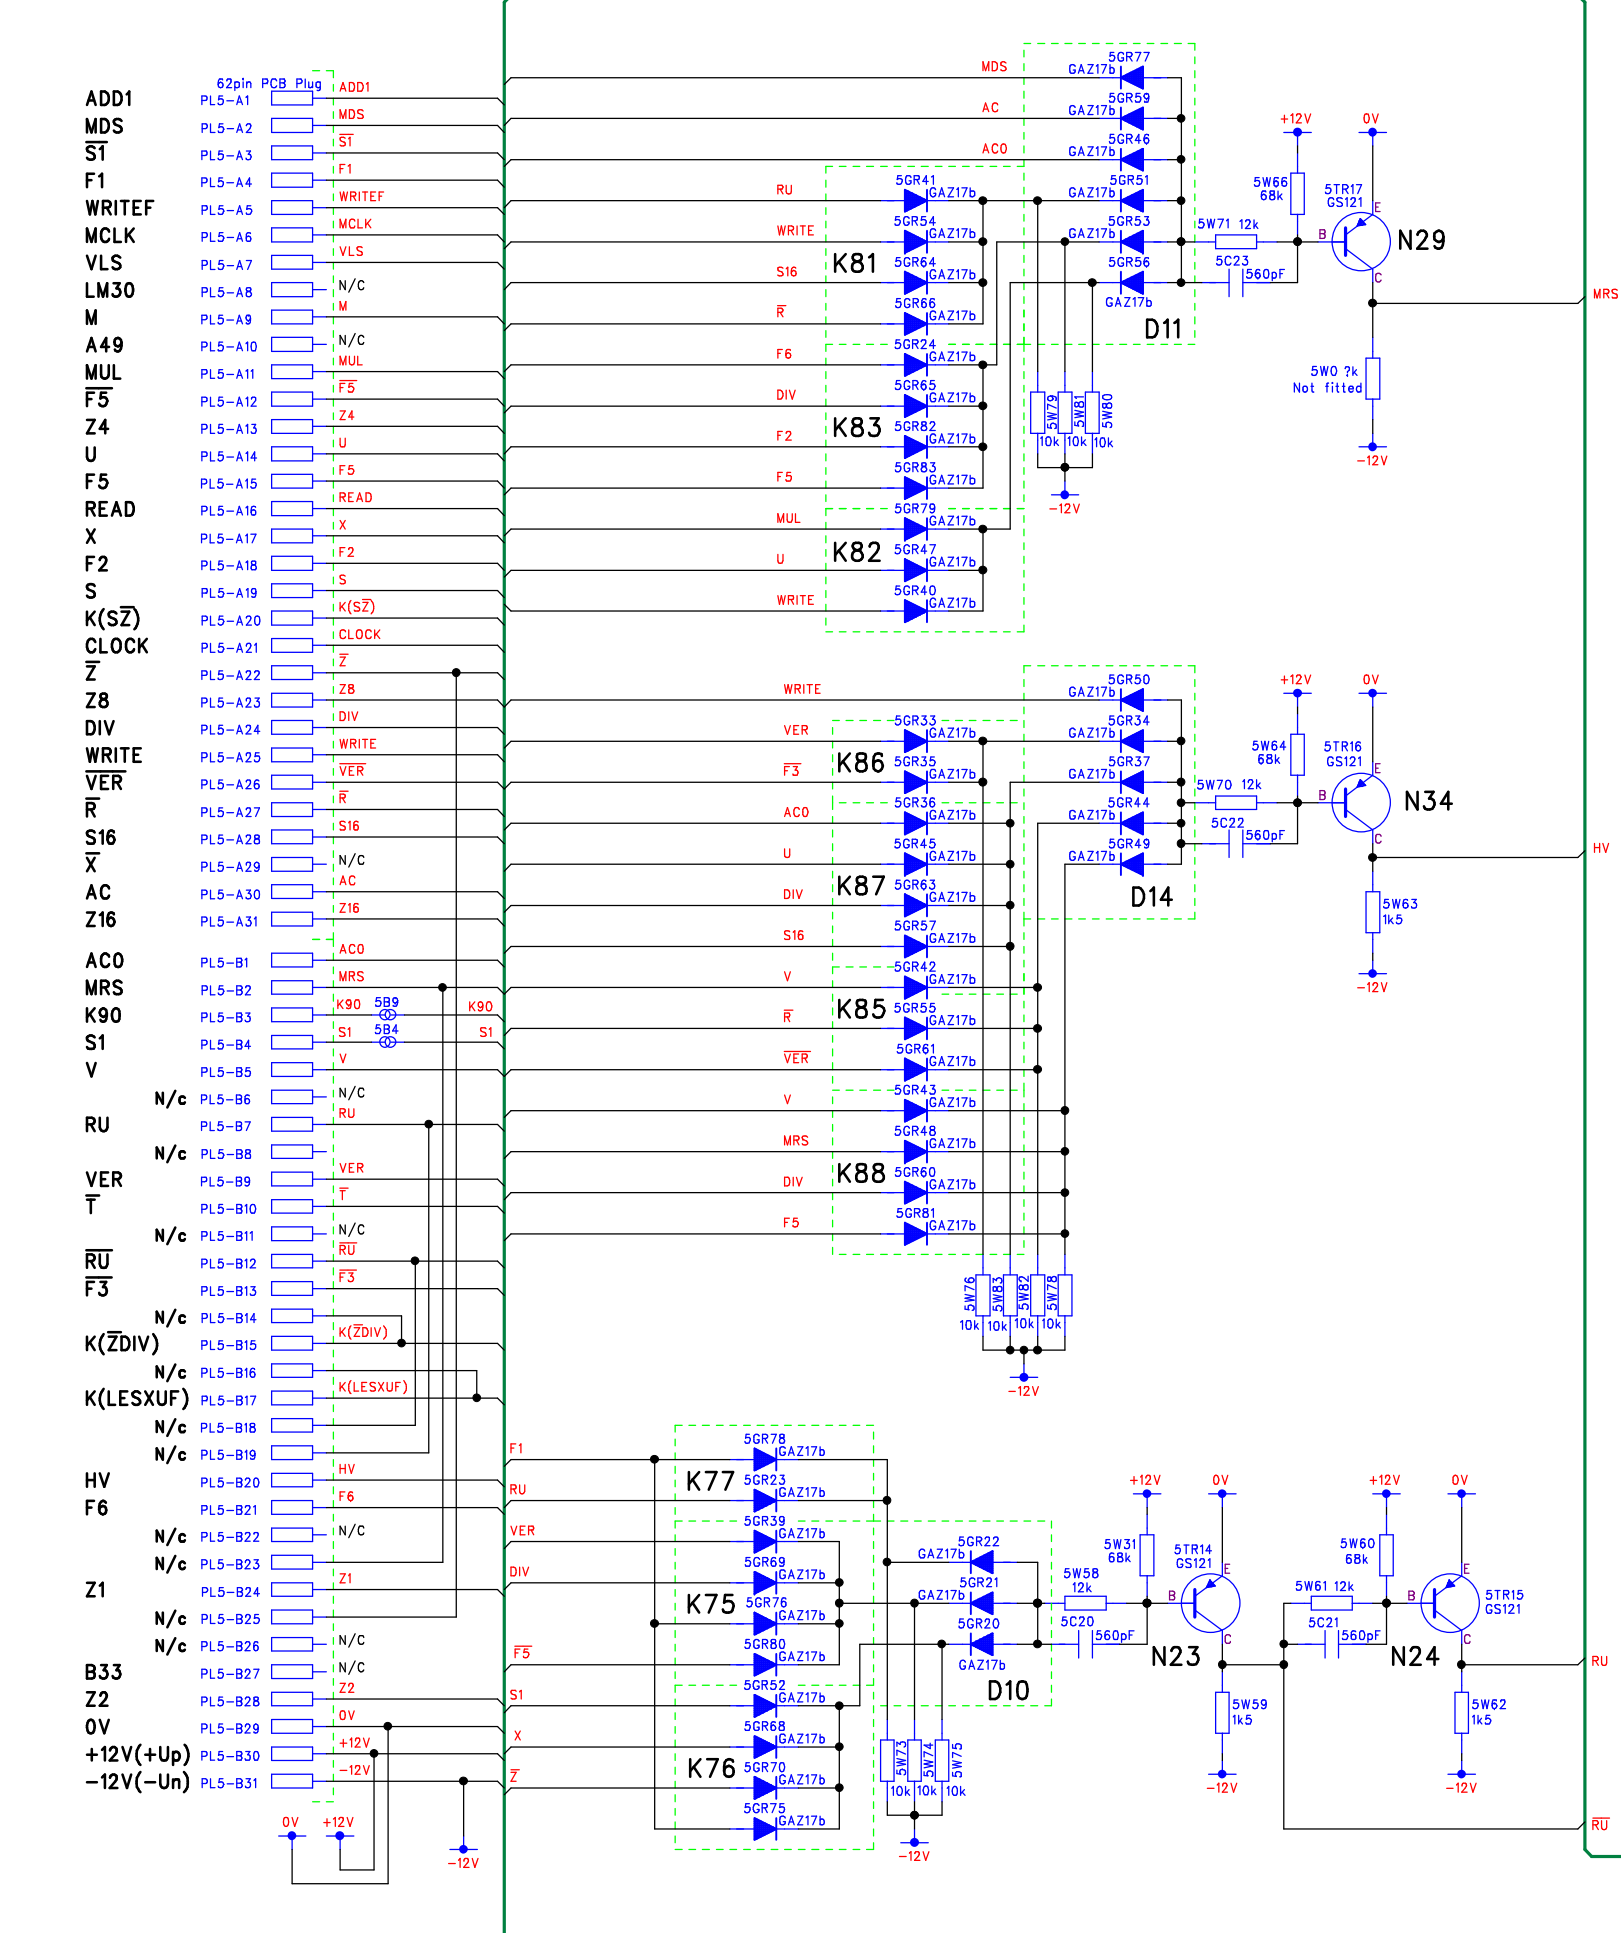 62pin PCB Plug
ADD1 PL5-A1 ADD1
MDS PL5-A2 MDS
S̅1̅ PL5-A3 S̅1̅
F1 PL5-A4 F1
WRITEF PL5-A5 WRITEF
MCLK PL5-A6 MCLK
VLS PL5-A7 VLS
LM30 PL5-A8 N/C
M PL5-A9 M
A49 PL5-A10 N/C
MUL PL5-A11 MUL
F̅5̅ PL5-A12 F̅5̅
Z4 PL5-A13 Z4
U PL5-A14 U
F5 PL5-A15 F5
READ PL5-A16 READ
X PL5-A17 X
F2 PL5-A18 F2
S PL5-A19 S
K(SZ̅) PL5-A20 K(SZ̅)
CLOCK PL5-A21 CLOCK
Z̅ PL5-A22 Z̅
Z8 PL5-A23 Z8
DIV PL5-A24 DIV
WRITE PL5-A25 WRITE
V̅E̅R̅ PL5-A26 V̅E̅R̅
R̅ PL5-A27 R̅
S16 PL5-A28 S16
X̅ PL5-A29 N/C
AC PL5-A30 AC
Z16 PL5-A31 Z16
AC0 PL5-B1 AC0
MRS PL5-B2 MRS
K90 PL5-B3 K90 5B9 K90
S1 PL5-B4 S1 5B4 S1
V PL5-B5 V
N/c PL5-B6 N/C
RU PL5-B7 RU
N/c PL5-B8
VER PL5-B9 VER
T̅ PL5-B10 T̅
N/c PL5-B11 N/C
R̅U̅ PL5-B12 R̅U̅
F̅3̅ PL5-B13 F̅3̅
N/c PL5-B14
K(Z̅DIV) PL5-B15 K(Z̅DIV)
N/c PL5-B16
K(LESXUF) PL5-B17 K(LESXUF)
N/c PL5-B18
N/c PL5-B19
HV PL5-B20 HV
F6 PL5-B21 F6
N/c PL5-B22 N/C
N/c PL5-B23
Z1 PL5-B24 Z1
N/c PL5-B25
N/c PL5-B26 N/C
B33 PL5-B27 N/C
Z2 PL5-B28 Z2
0V PL5-B29 0V
+12V(+Up) PL5-B30 +12V
-12V(-Un) PL5-B31 -12V
0V +12V
-12V
MDS 5GR77 GAZ17b
AC 5GR59 GAZ17b
AC0 5GR46 GAZ17b
RU 5GR41 GAZ17b 5GR51 GAZ17b
WRITE 5GR54 GAZ17b 5GR53 GAZ17b
K81
S16 5GR64 GAZ17b 5GR56 GAZ17b
R̅ 5GR66 GAZ17b
D11
F6 5GR24 GAZ17b
DIV 5GR65 GAZ17b
K83
F2 5GR82 GAZ17b
F5 5GR83 GAZ17b
MUL 5GR79 GAZ17b
K82
U 5GR47 GAZ17b
WRITE 5GR40 GAZ17b
5W79 10k
5W81 10k
5W80 10k
-12V
+12V 0V
5W66 68k
5TR17 GS121
5W71 12k
B E C
N29
5C23 560pF
MRS
5W0 ?k
Not fitted
-12V
WRITE 5GR50 GAZ17b
VER 5GR33 GAZ17b 5GR34 GAZ17b
K86
F̅3̅ 5GR35 GAZ17b 5GR37 GAZ17b
AC0 5GR36 GAZ17b 5GR44 GAZ17b
U 5GR45 GAZ17b 5GR49 GAZ17b
K87
D14
DIV 5GR63 GAZ17b
S16 5GR57 GAZ17b
V 5GR42 GAZ17b
K85
R̅ 5GR55 GAZ17b
V̅E̅R̅ 5GR61 GAZ17b
V 5GR43 GAZ17b
MRS 5GR48 GAZ17b
K88
DIV 5GR60 GAZ17b
F5 5GR81 GAZ17b
5W76 10k
5W83 10k
5W82 10k
5W78 10k
-12V
+12V 0V
5W64 68k
5TR16 GS121
5W70 12k
B E C
N34
5C22 560pF
HV
5W63 1k5
-12V
F1 5GR78 GAZ17b
K77
RU 5GR23 GAZ17b
VER 5GR39 GAZ17b
DIV 5GR69 GAZ17b
K75
5GR76 GAZ17b
F̅5̅ 5GR80 GAZ17b
S1 5GR52 GAZ17b
X 5GR68 GAZ17b
K76
Z̅ 5GR70 GAZ17b
5GR75 GAZ17b
5GR22 GAZ17b
5GR21 GAZ17b
5GR20 GAZ17b
D10
5W73 10k
5W74 10k
5W75 10k
-12V
+12V 0V
5W31 68k
5TR14 GS121
5W58 12k
B E C
5C20 560pF
N23
5W59 1k5
-12V
+12V 0V
5W60 68k
5W61 12k
B E C
5TR15 GS121
5C21 560pF
N24
RU
5W62 1k5
-12V
R̅U̅